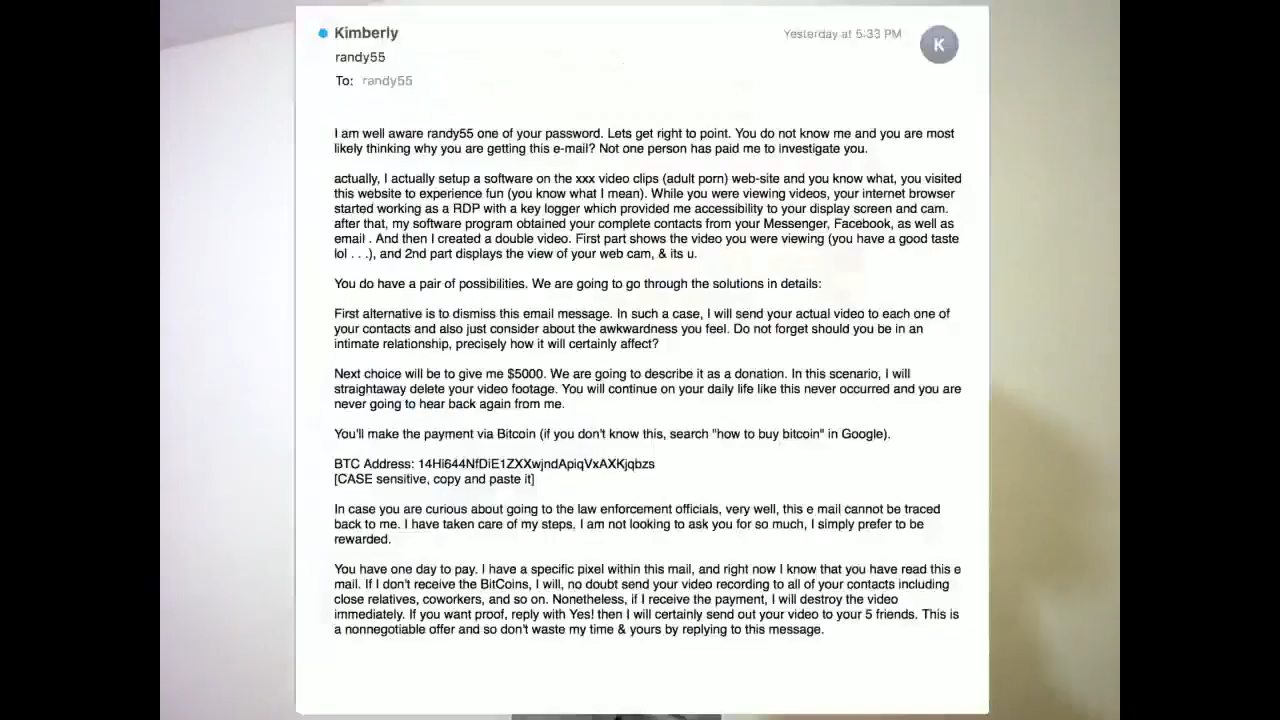 Kimberly
Yesterday at 5:33 PM
K
randy55
To: randy55
I am well aware randy55 one of your password. Lets get right to point. You do not know me and you are most
likely thinking why you are getting this e-mail? Not one person has paid me to investigate you.
actually, I actually setup a software on the xxx video clips (adult porn) web-site and you know what, you visited
this website to experience fun (you know what I mean). While you were viewing videos, your internet browser
started working as a RDP with a key logger which provided me accessibility to your display screen and cam.
after that, my software program obtained your complete contacts from your Messenger, Facebook, as well as
email . And then I created a double video. First part shows the video you were viewing (you have a good taste
lol . . .), and 2nd part displays the view of your web cam, & its u.
You do have a pair of possibilities. We are going to go through the solutions in details:
First alternative is to dismiss this email message. In such a case, I will send your actual video to each one of
your contacts and also just consider about the awkwardness you feel. Do not forget should you be in an
intimate relationship, precisely how it will certainly affect?
Next choice will be to give me $5000. We are going to describe it as a donation. In this scenario, I will
straightaway delete your video footage. You will continue on your daily life like this never occurred and you are
never going to hear back again from me.
You'll make the payment via Bitcoin (if you don't know this, search "how to buy bitcoin" in Google).
BTC Address: 14Hi644NfDiE1ZXXwjndApiqVxAXKjqbzs
[CASE sensitive, copy and paste it]
In case you are curious about going to the law enforcement officials, very well, this e mail cannot be traced
back to me. I have taken care of my steps. I am not looking to ask you for so much, I simply prefer to be
rewarded.
You have one day to pay. I have a specific pixel within this mail, and right now I know that you have read this e
mail. If I don't receive the BitCoins, I will, no doubt send your video recording to all of your contacts including
close relatives, coworkers, and so on. Nonetheless, if I receive the payment, I will destroy the video
immediately. If you want proof, reply with Yes! then I will certainly send out your video to your 5 friends. This is
a nonnegotiable offer and so don't waste my time & yours by replying to this message.